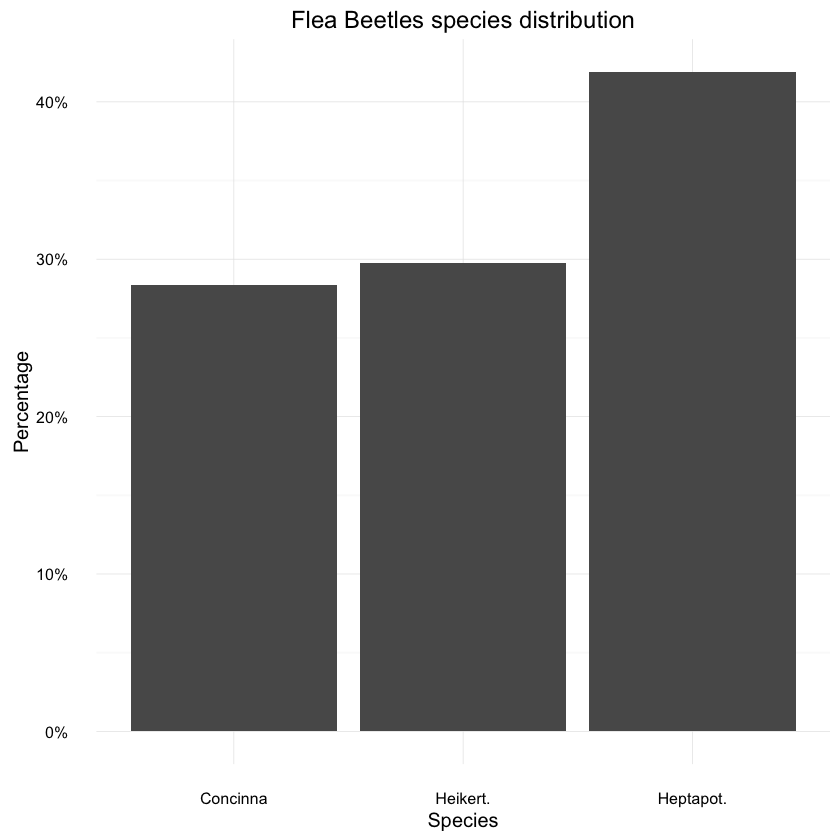 Flea Beetles species distribution
40%
30%
20%
10%
0%
Percentage
Concinna Heikert. Heptapot.
Species